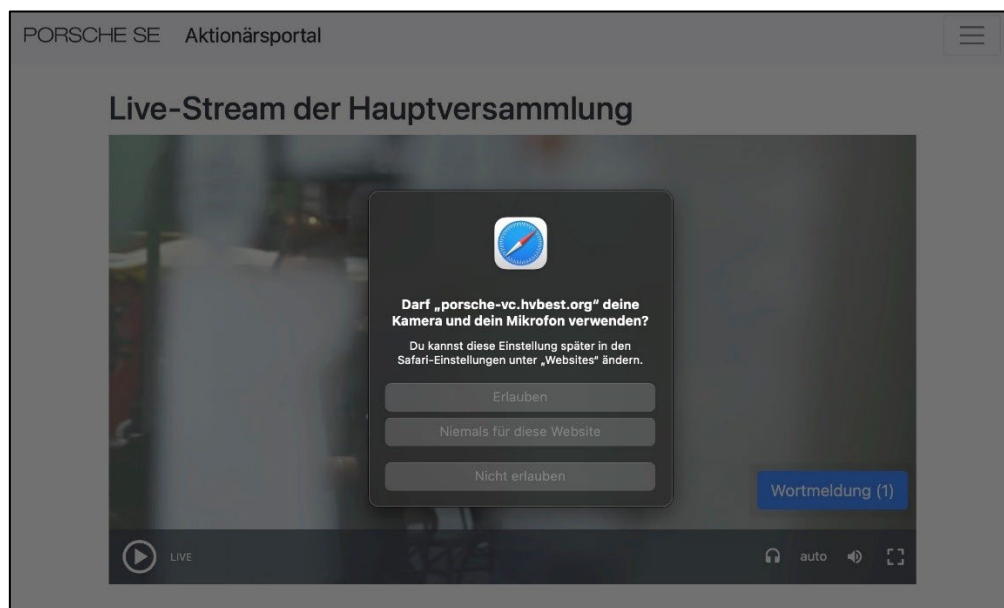 PORSCHE SE Aktionärsportal
Live-Stream der Hauptversammlung
Darf „porsche-vc.hvbest.org“ deine
Kamera und dein Mikrofon verwenden?
Du kannst diese Einstellung später in den
Safari-Einstellungen unter „Websites“ ändern.
Erlauben
Niemals für diese Website
Nicht erlauben
Wortmeldung (1)
LIVE auto